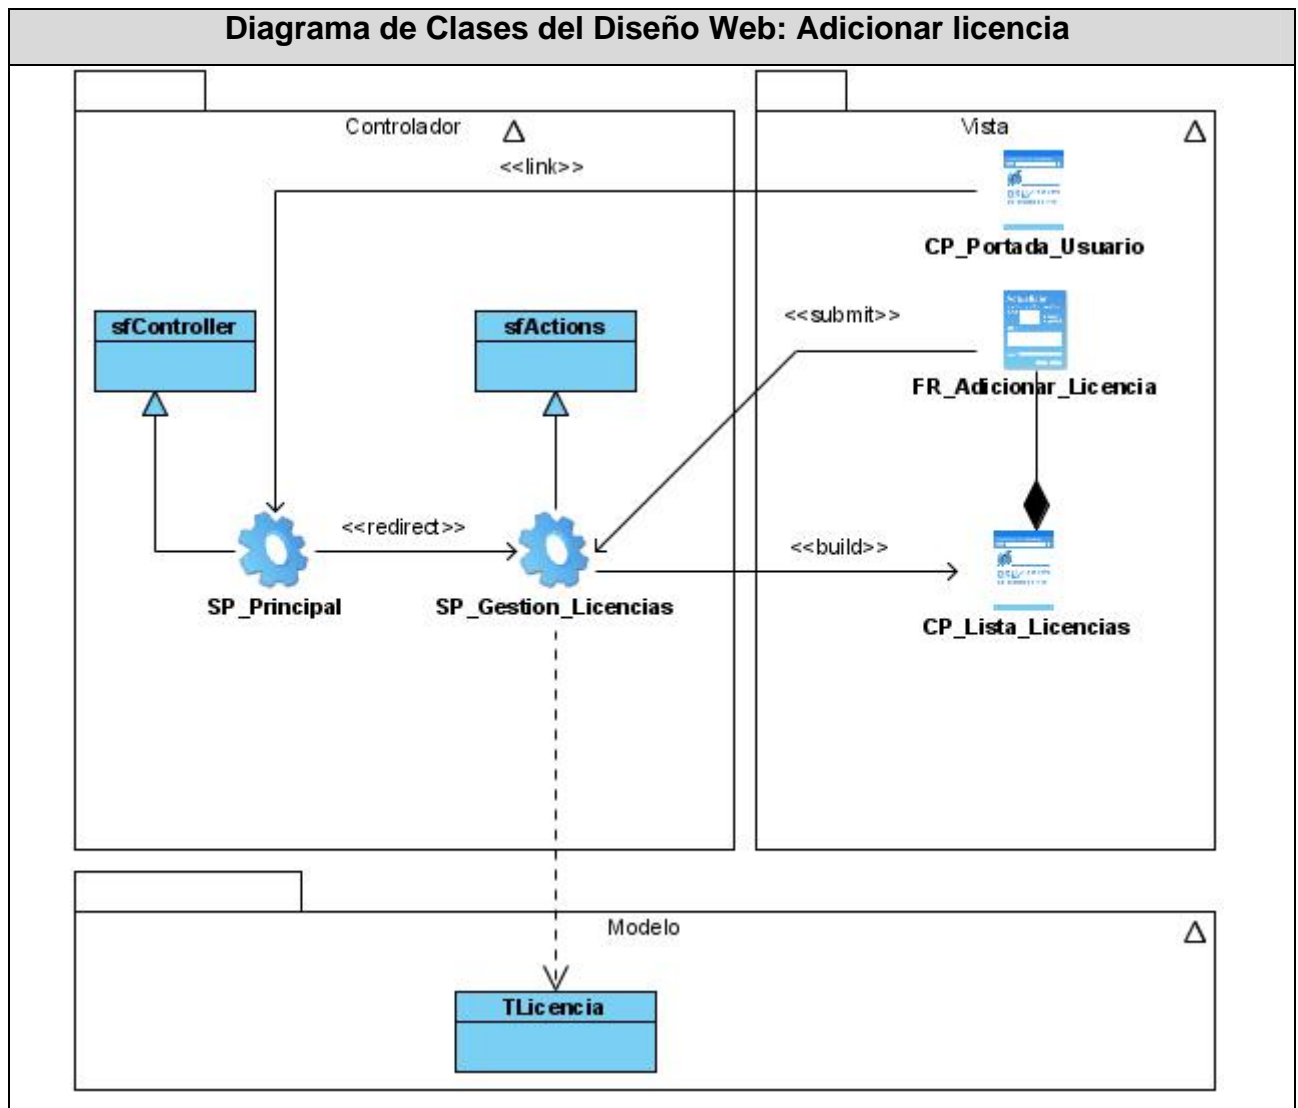 Diagrama de Clases del Diseño Web: Adicionar licencia
Controlador
Vista
<<link>>
CP_Portada_Usuario
sfController
sfActions
<<submit>>
FR_Adicionar_Licencia
<<redirect>>
<<build>>
SP_Principal
SP_Gestion_Licencias
CP_Lista_Licencias
Modelo
TLicencia